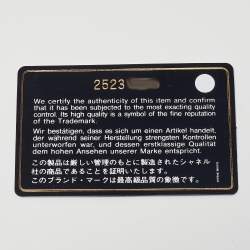 2523
We certify the authenticity of this item and confirm
that it has been subjected to the most exacting quality
control. Its high quality is a symbol of the fine reputation
of the Trademark.
Wir bestätigen, dass es sich um einen Artikel handelt,
der während seiner Herstellung strengsten Kontrollen
unterworfen war, und dessen erstklassige Qualität
dem hohen Ansehen unserer Marke entspricht.
この製品は厳しい管理のもとに製造されたシャネル
社の商品であることを証明いたします。
このブランド・マークは最高級品質の象徴です。